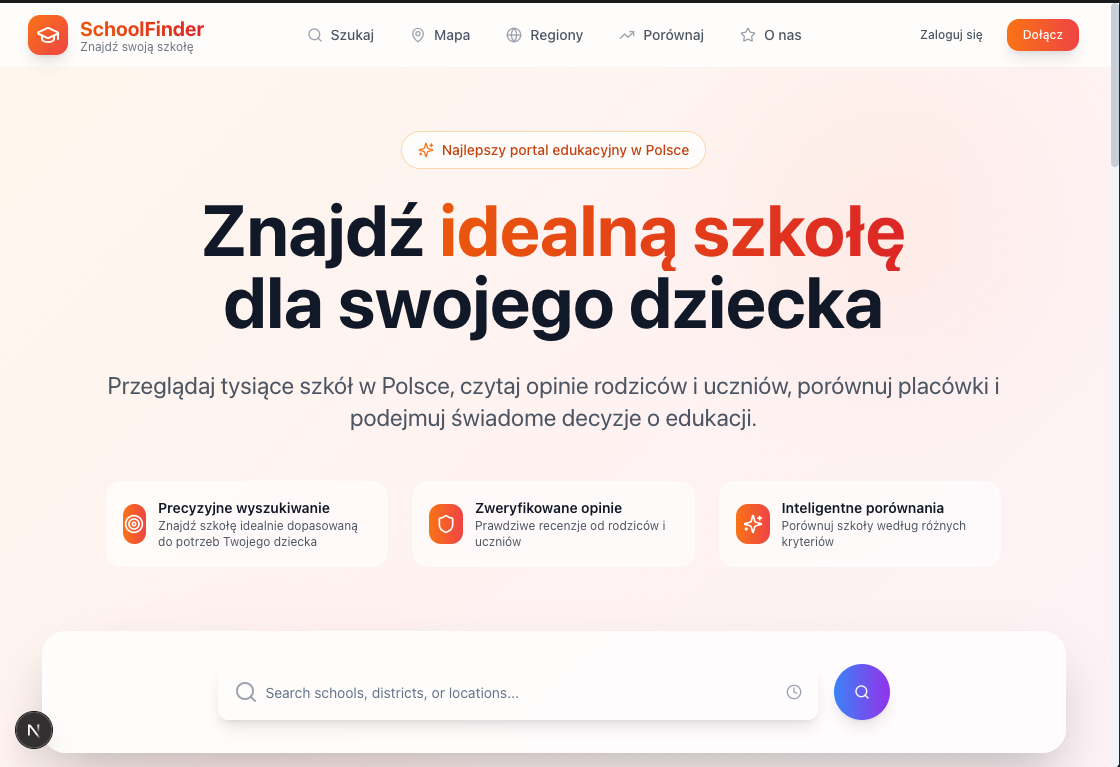 SchoolFinder
Znajdź swoją szkołę
Szukaj
Mapa
Regiony
Porównaj
O nas
Zaloguj się
Dołącz
Najlepszy portal edukacyjny w Polsce
Znajdź idealną szkołę
dla swojego dziecka
Przeglądaj tysiące szkół w Polsce, czytaj opinie rodziców i uczniów, porównuj placówki i
podejmuj świadome decyzje o edukacji.
Precyzyjne wyszukiwanie
Znajdź szkołę idealnie dopasowaną
do potrzeb Twojego dziecka
Zweryfikowane opinie
Prawdziwe recenzje od rodziców i
uczniów
Inteligentne porównania
Porównuj szkoły według różnych
kryteriów
Search schools, districts, or locations...
N